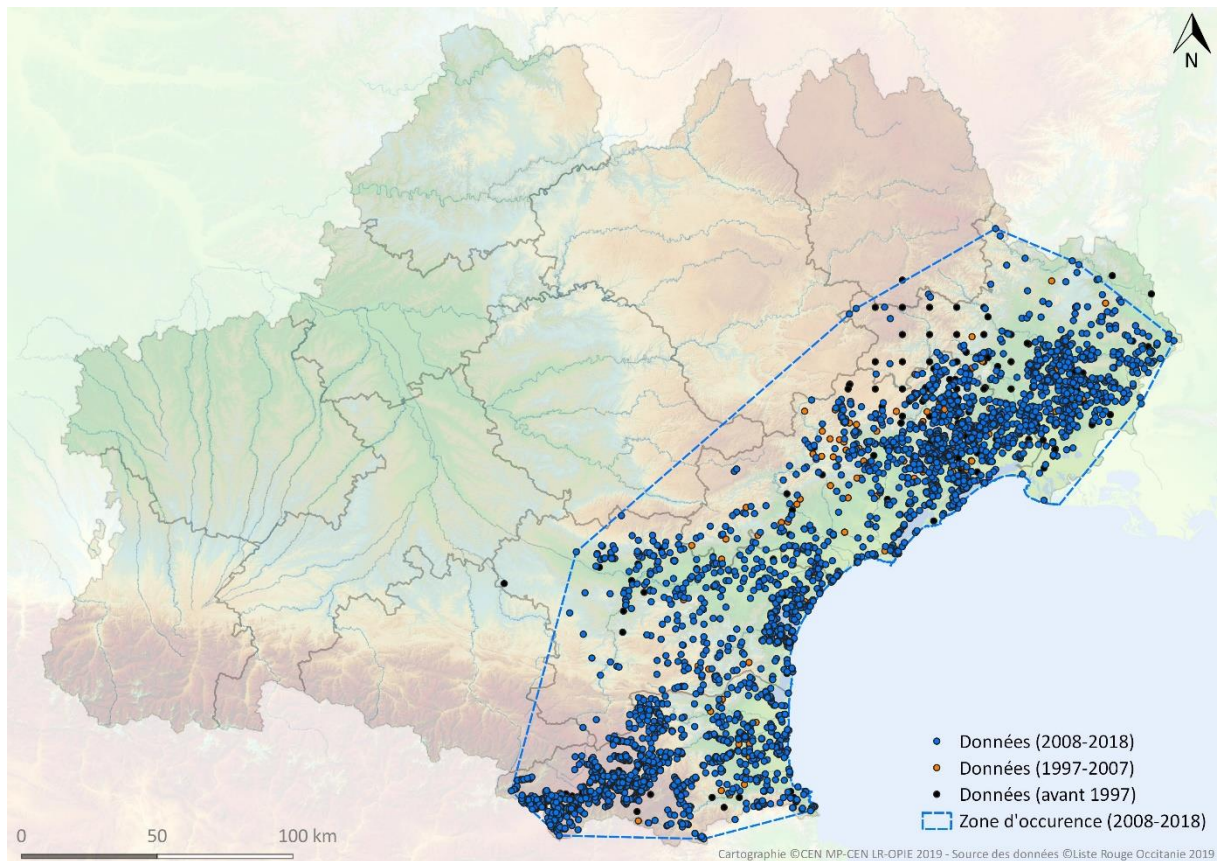 N
Données (2008-2018)
Données (1997-2007)
Données (avant 1997)
Zone d'occurence (2008-2018)
0 50 100 km
Cartographie ©CEN MP-CEN LR-OPIE 2019 - Source des données ©Liste Rouge Occitanie 2019